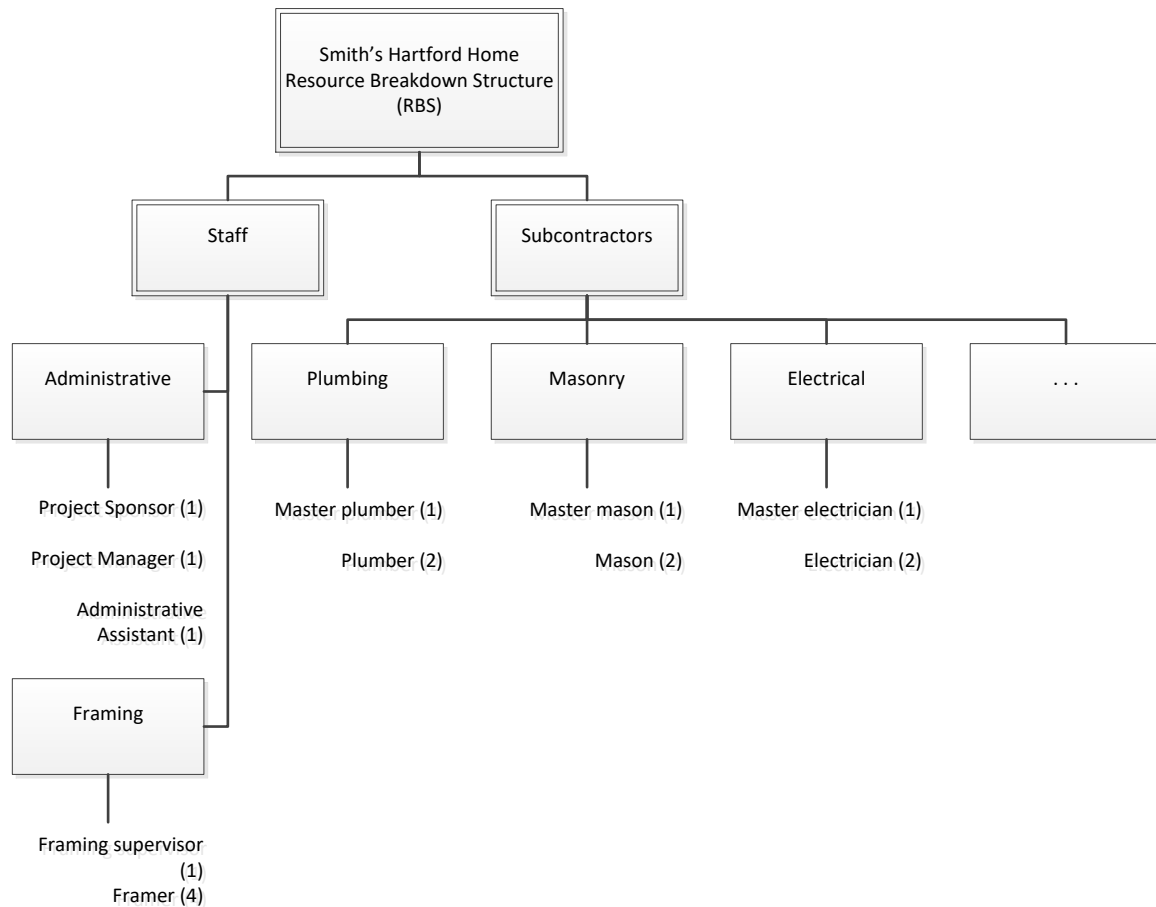 Smith’s Hartford Home
Resource Breakdown Structure
(RBS)
Staff
Subcontractors
Administrative
Plumbing
Masonry
Electrical
. . .
Project Sponsor (1)
Project Manager (1)
Administrative
Assistant (1)
Master plumber (1)
Plumber (2)
Master mason (1)
Mason (2)
Master electrician (1)
Electrician (2)
Framing
Framing supervisor
(1)
Framer (4)